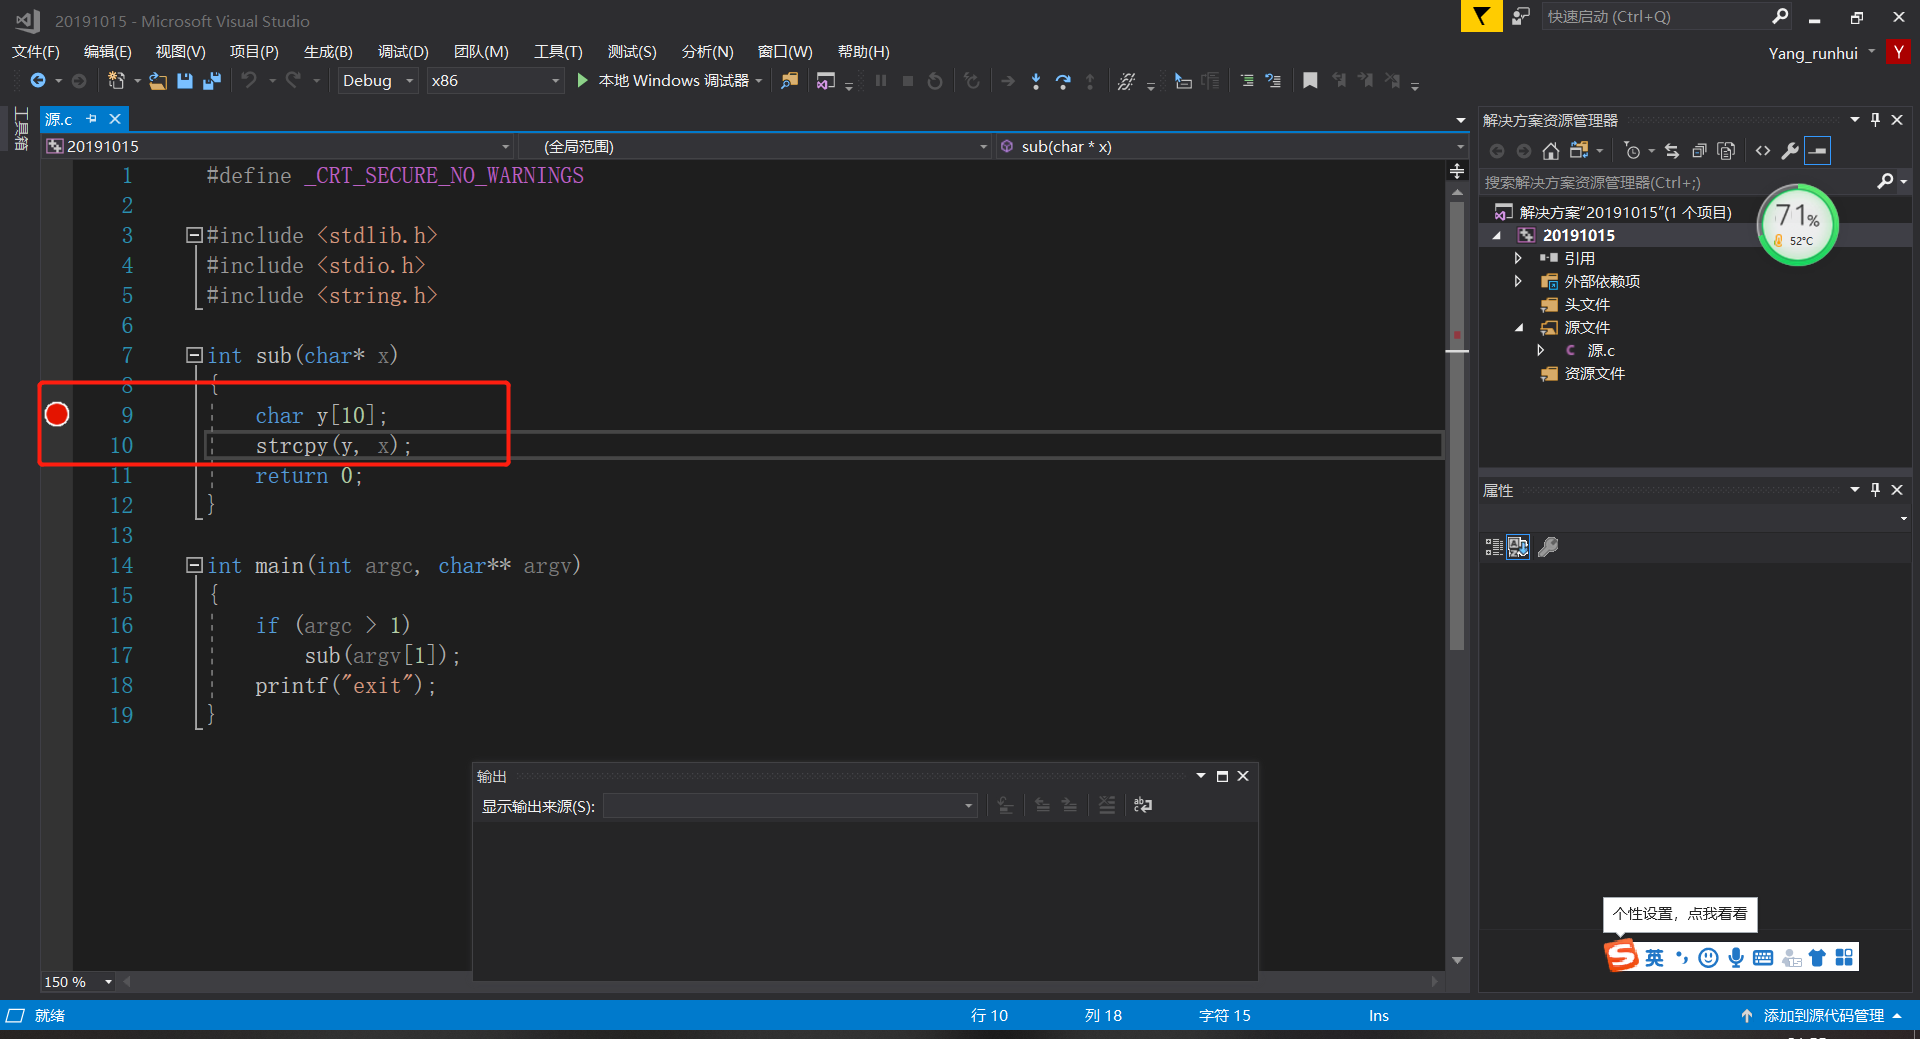 20191015 - Microsoft Visual Studio
快速启动 (Ctrl+Q)
文件(F) 编辑(E) 视图(V) 项目(P) 生成(B) 调试(D) 团队(M) 工具(T) 测试(S) 分析(N) 窗口(W) 帮助(H)
Yang_runhui Y
Debug x86 本地 Windows 调试器
工具箱
源.c
20191015 (全局范围) sub(char * x)
1 #define _CRT_SECURE_NO_WARNINGS
2
3 #include <stdlib.h>
4 #include <stdio.h>
5 #include <string.h>
6
7 int sub(char* x)
8 {
9 char y[10];
10 strcpy(y, x);
11 return 0;
12 }
13
14 int main(int argc, char** argv)
15 {
16 if (argc > 1)
17 sub(argv[1]);
18 printf("exit");
19 }
输出
显示输出来源(S):
150 %
解决方案资源管理器
搜索解决方案资源管理器(Ctrl+;)
解决方案"20191015"(1 个项目)
20191015
引用
外部依赖项
头文件
源文件
源.c
资源文件
71%
52°C
属性
个性设置，点我看看
S 英
就绪 行 10 列 18 字符 15 Ins 添加到源代码管理